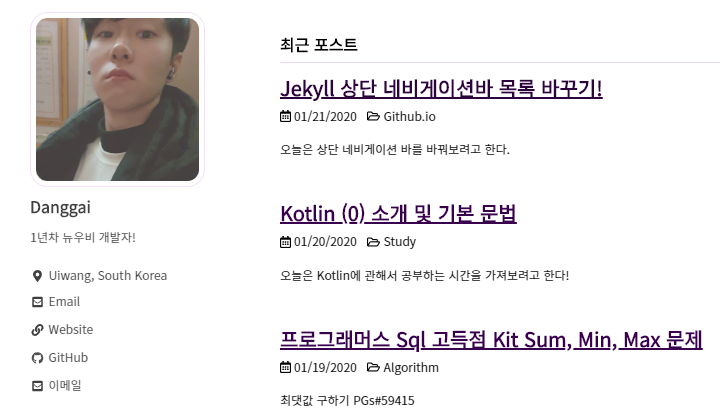 Danggai
1년차 뉴우비 개발자!
Uiwang, South Korea
Email
Website
GitHub
이메일
최근 포스트
Jekyll 상단 네비게이션바 목록 바꾸기!
01/21/2020 Github.io
오늘은 상단 네비게이션 바를 바꿔보려고 한다.
Kotlin (0) 소개 및 기본 문법
01/20/2020 Study
오늘은 Kotlin에 관해서 공부하는 시간을 가져보려고 한다!
프로그래머스 Sql 고득점 Kit Sum, Min, Max 문제
01/19/2020 Algorithm
최댓값 구하기 PGs#59415